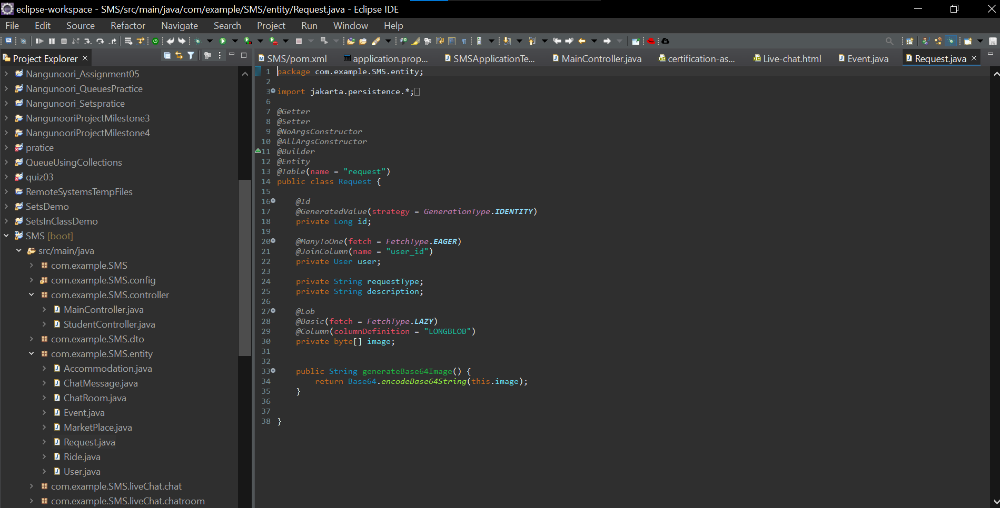 eclipse-workspace - SMS/src/main/java/com/example/SMS/entity/Request.java - Eclipse IDE
File Edit Source Refactor Navigate Search Project Run Window Help
Project Explorer
SMS/pom.xml application.prop... SMSApplicationTe... MainController.java certification-as... Live-chat.html Event.java Request.java
Nangunoori_Assignment05
Nangunoori_QueuesPractice
Nangunoori_Setspratice
NangunooriProjectMilestone3
NangunooriProjectMilestone4
pratice
QueueUsingCollections
quiz03
RemoteSystemsTempFiles
SetsDemo
SetsInClassDemo
SMS [boot]
src/main/java
com.example.SMS
com.example.SMS.config
com.example.SMS.controller
MainController.java
StudentController.java
com.example.SMS.dto
com.example.SMS.entity
Accommodation.java
ChatMessage.java
ChatRoom.java
Event.java
MarketPlace.java
Request.java
Ride.java
User.java
com.example.SMS.liveChat.chat
com.example.SMS.liveChat.chatroom
1 package com.example.SMS.entity;
2
3 import jakarta.persistence.*;
6
7 @Getter
8 @Setter
9 @NoArgsConstructor
10 @AllArgsConstructor
11 @Builder
12 @Entity
13 @Table(name = "request")
14 public class Request {
15
16 @Id
17 @GeneratedValue(strategy = GenerationType.IDENTITY)
18 private Long id;
19
20 @ManyToOne(fetch = FetchType.EAGER)
21 @JoinColumn(name = "user_id")
22 private User user;
23
24 private String requestType;
25 private String description;
26
27 @Lob
28 @Basic(fetch = FetchType.LAZY)
29 @Column(columnDefinition = "LONGBLOB")
30 private byte[] image;
31
32
33 public String generateBase64Image() {
34 return Base64.encodeBase64String(this.image);
35 }
36
37
38 }